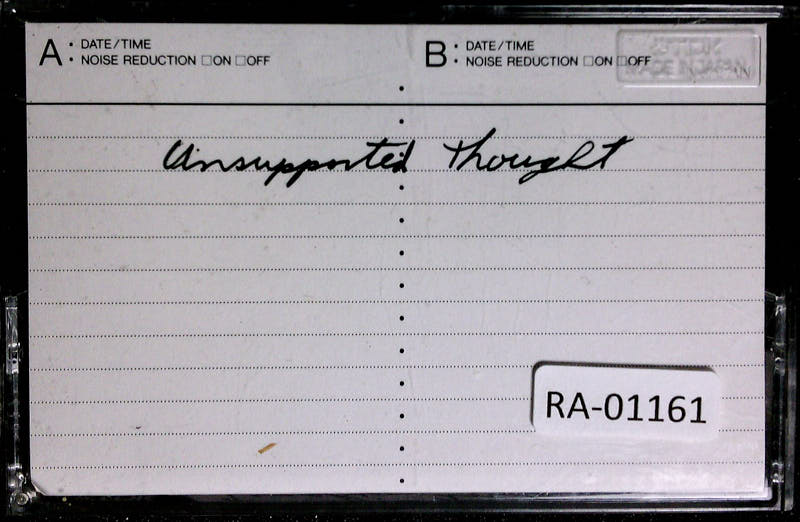 A • DATE/TIME
• NOISE REDUCTION □ON □OFF
B • DATE/TIME
• NOISE REDUCTION □ON □OFF
TDK
MADE IN JAPAN
Unsupported Thought
RA-01161